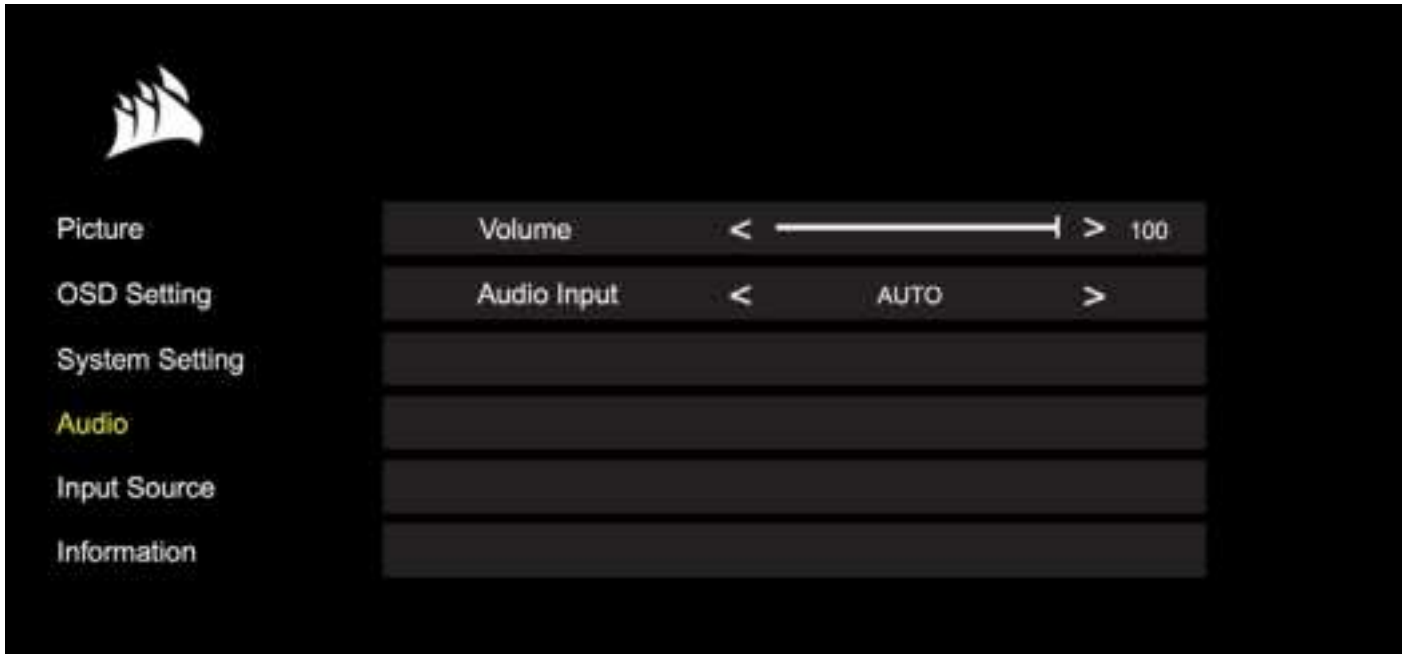 Picture
Volume < > 100
OSD Setting
Audio Input < AUTO >
System Setting
Audio
Input Source
Information